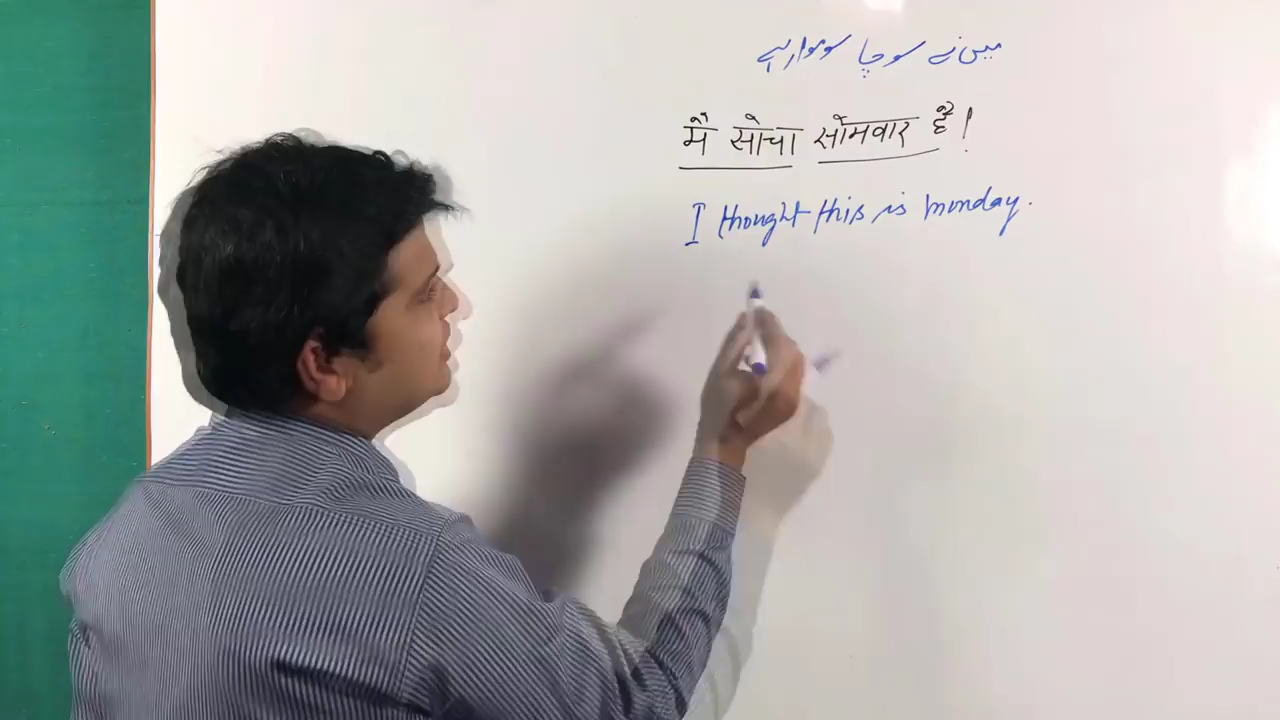 میں نے سوچا سوموار ہے
मै सोचा सोमवार है!
I thought this is monday.